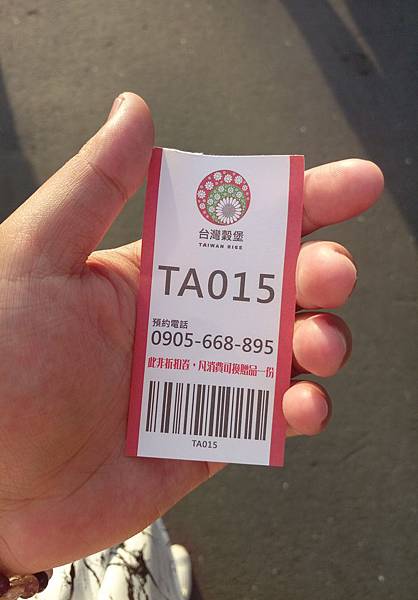 台灣穀堡
TAIWAN RICE
TA015
預約電話
0905-668-895
此非折扣卷，凡消費可換贈品一份
TA015